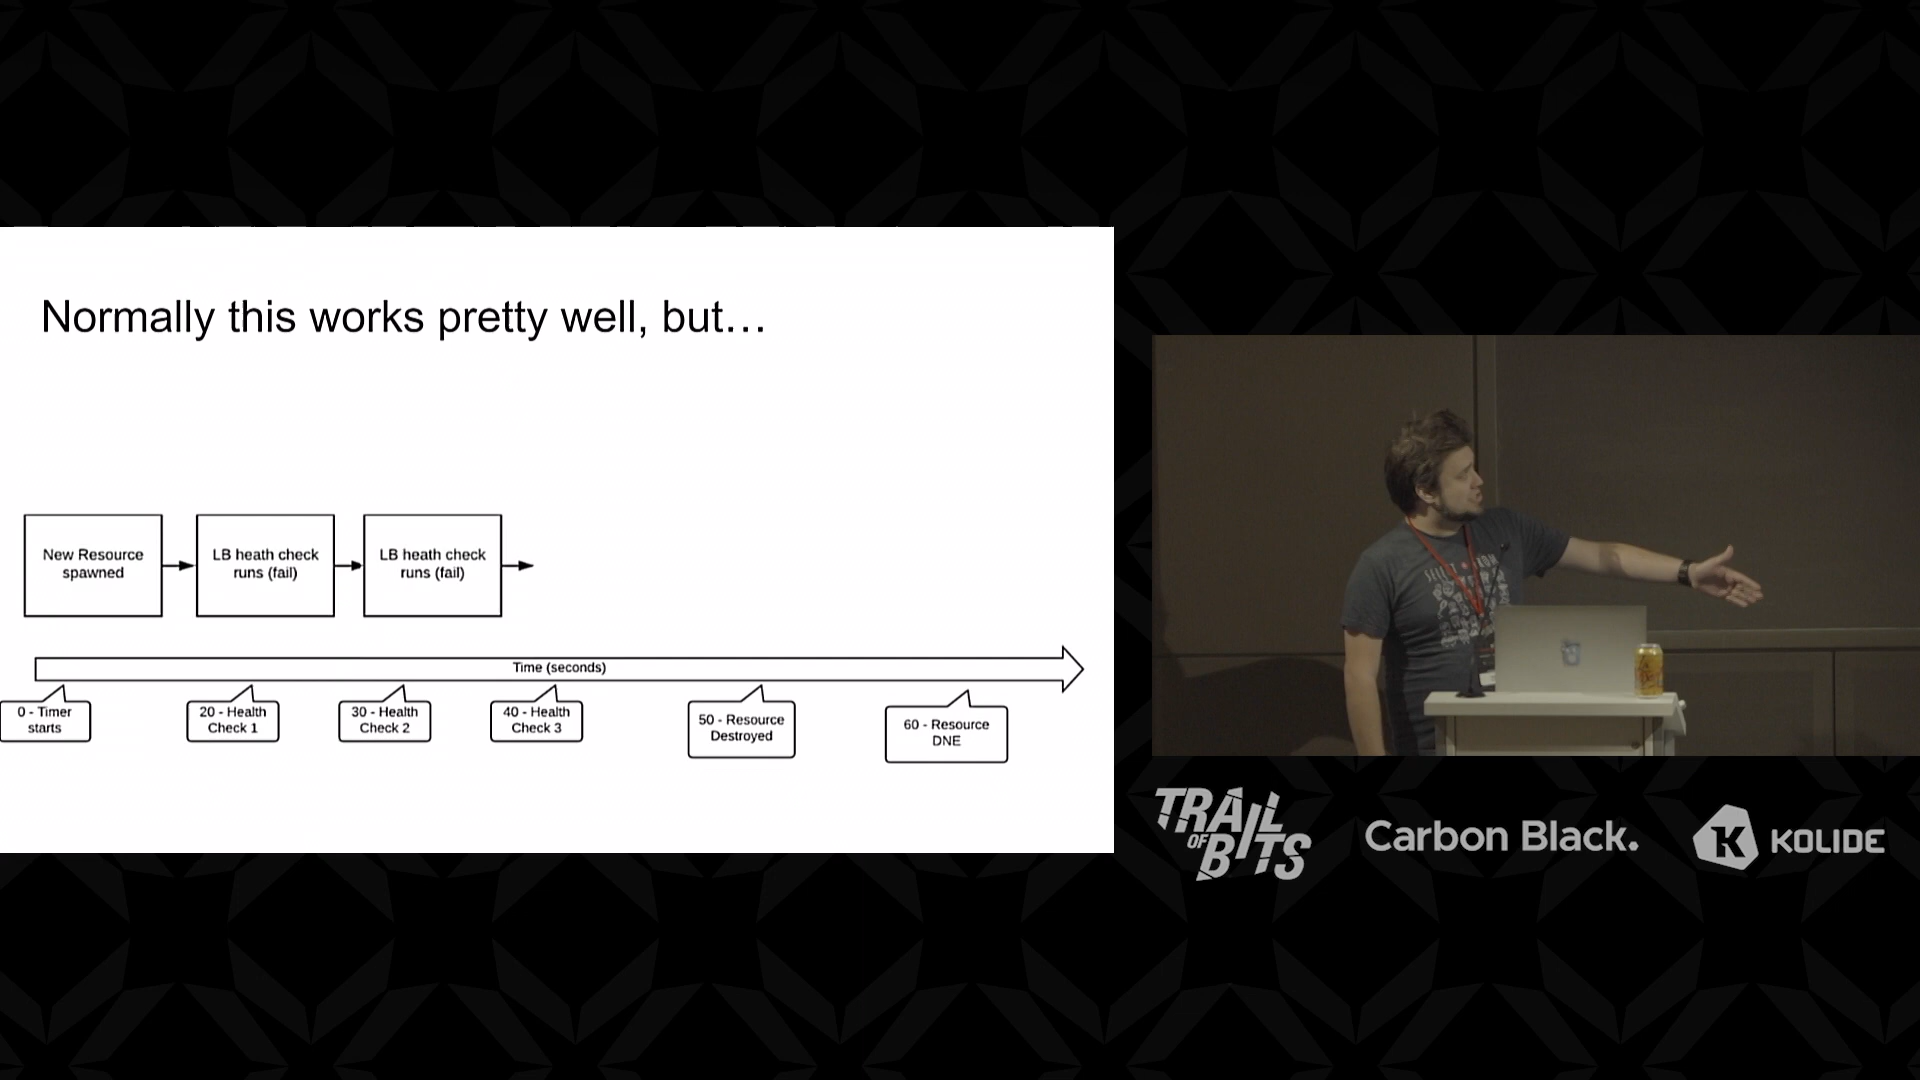 Normally this works pretty well, but…
New Resource
spawned
LB heath check
runs (fail)
LB heath check
runs (fail)
Time (seconds)
0 - Timer
starts
20 - Health
Check 1
30 - Health
Check 2
40 - Health
Check 3
50 - Resource
Destroyed
60 - Resource
DNE
TRAIL
OF
BITS
Carbon Black.
KOLIDE